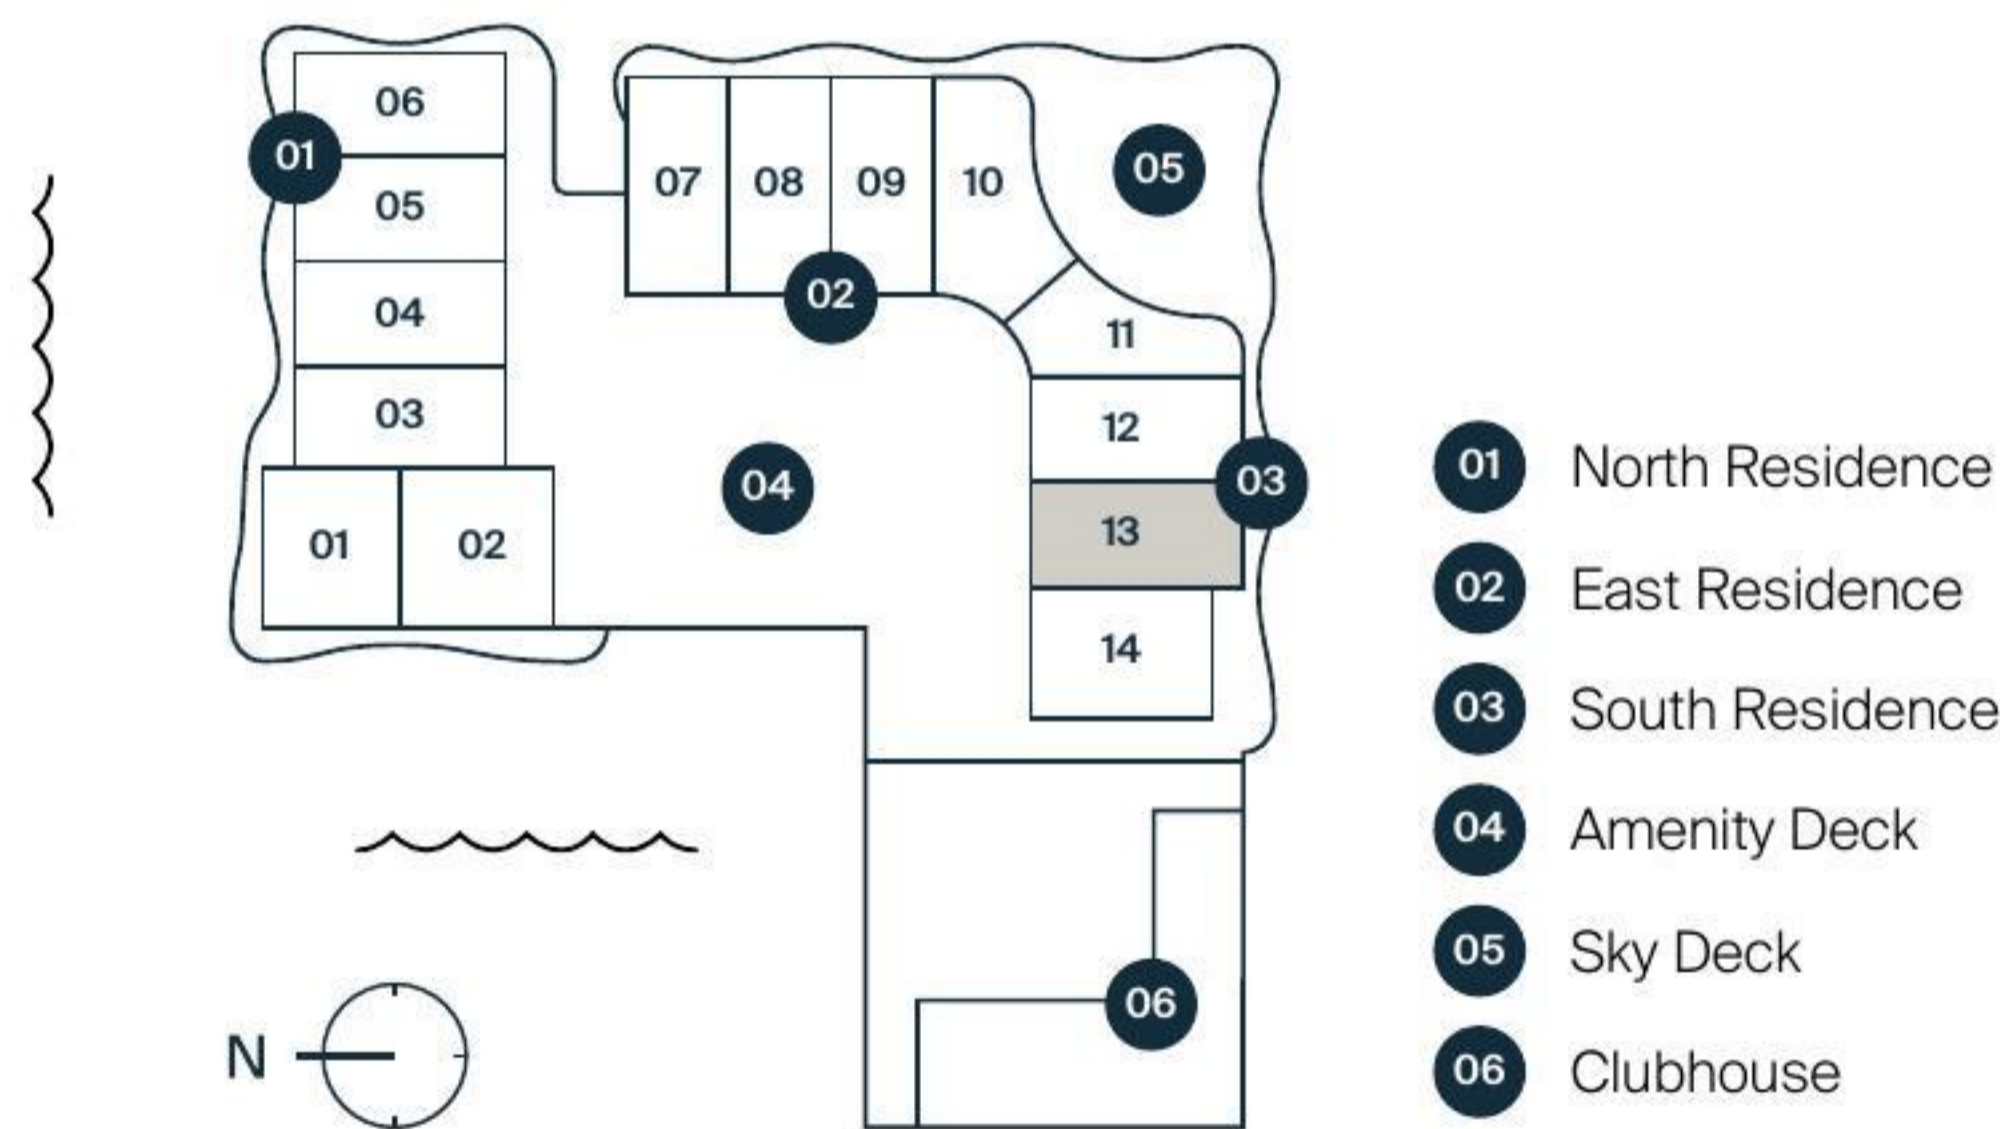 06
01
05
04
03
01
02
07
08
09
10
05
02
11
12
04
03
13
14
06
N
01 North Residence
02 East Residence
03 South Residence
04 Amenity Deck
05 Sky Deck
06 Clubhouse